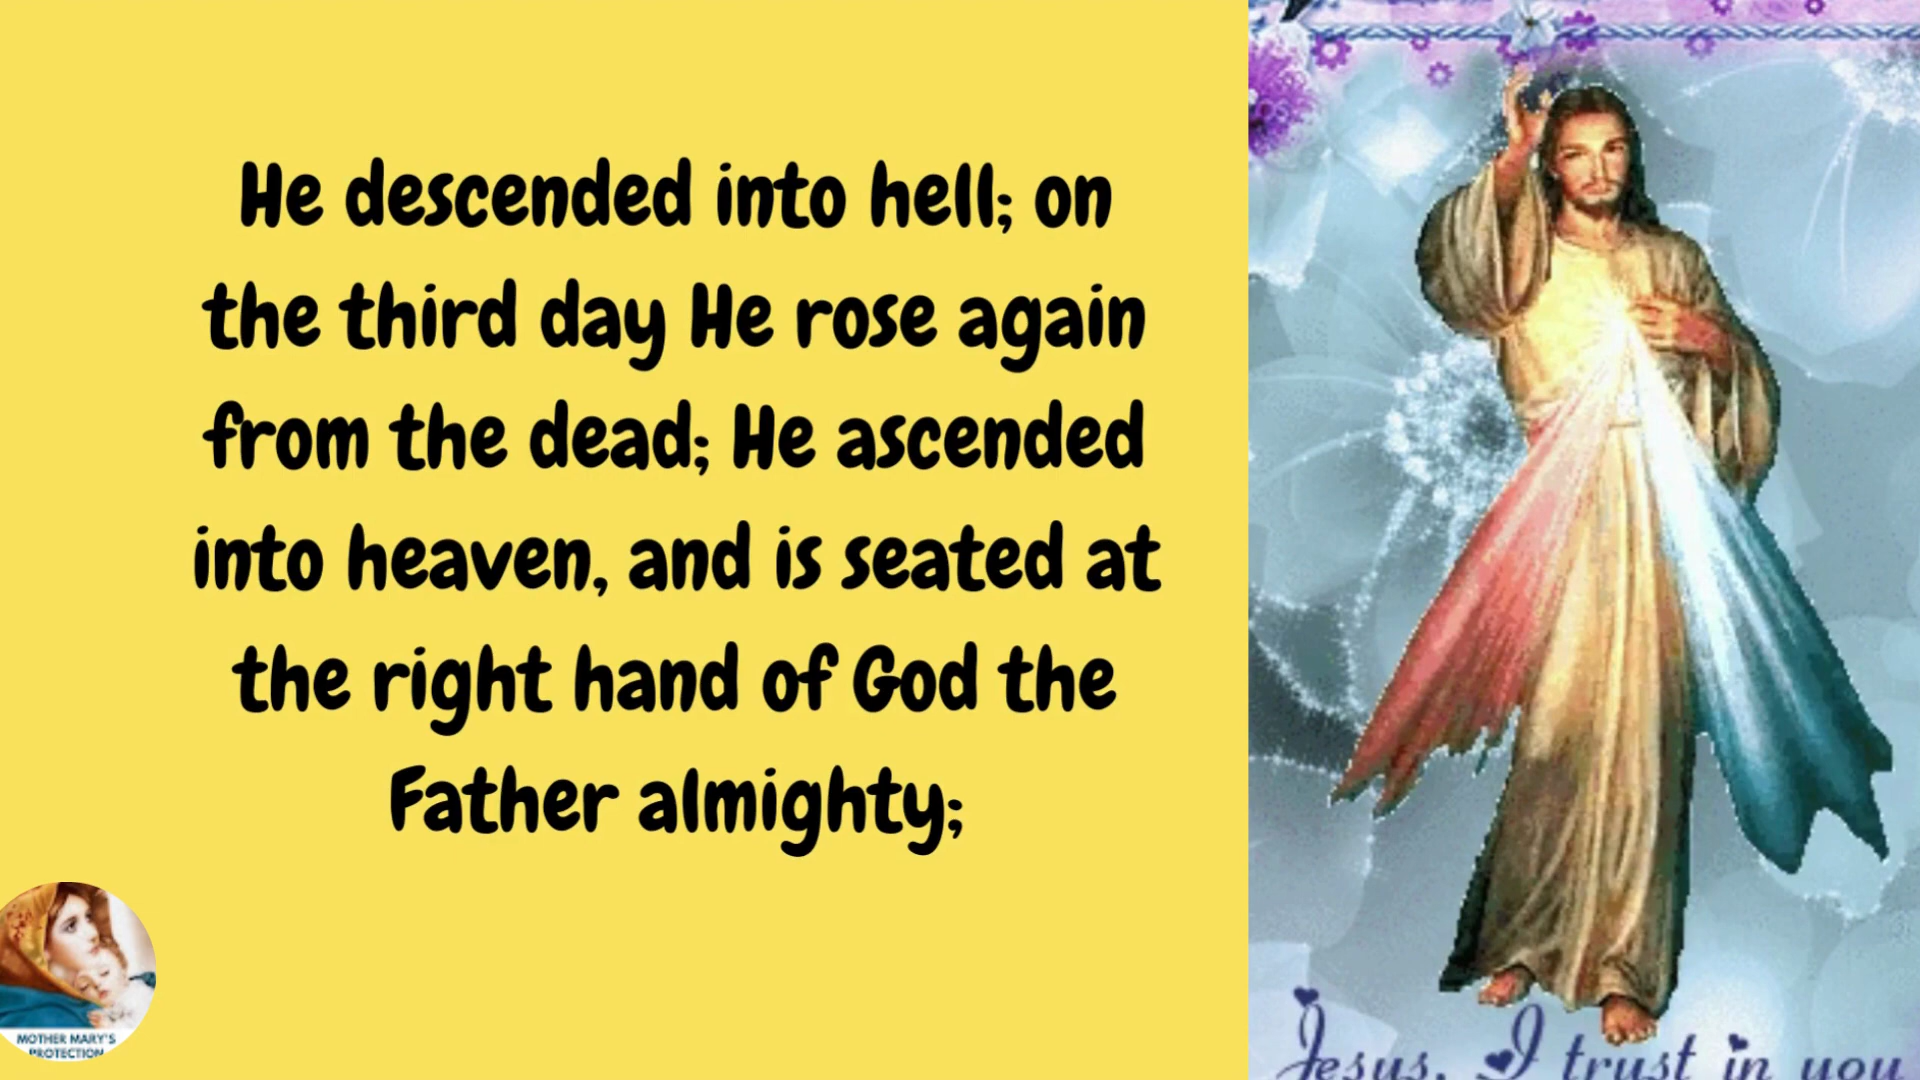 He descended into hell; on
the third day He rose again
from the dead; He ascended
into heaven, and is seated at
the right hand of God the
Father almighty;
MOTHER MARY'S
PROTECTION
Jesus, I trust in you